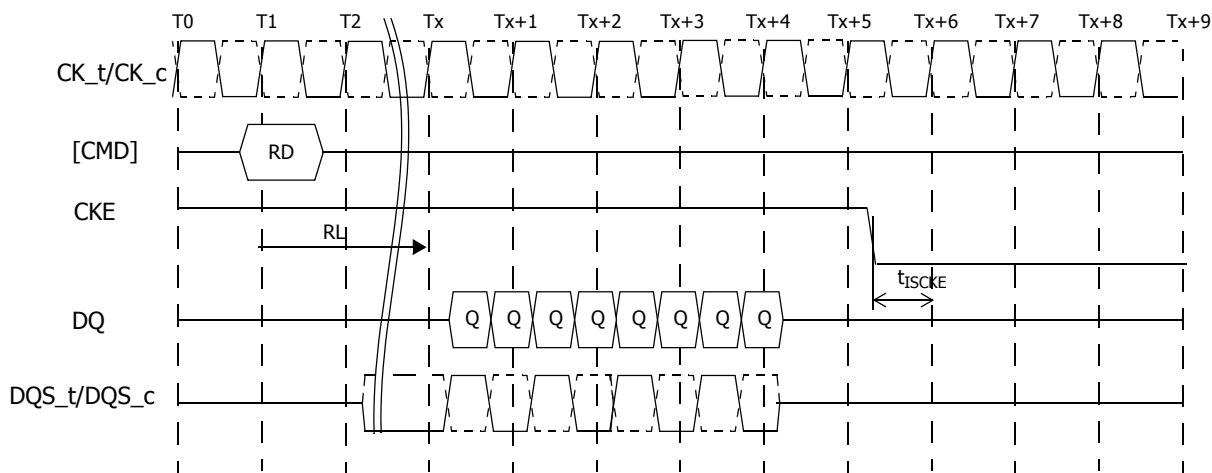 T0 T1 T2 Tx Tx+1 Tx+2 Tx+3 Tx+4 Tx+5 Tx+6 Tx+7 Tx+8 Tx+9
CK_t/CK_c
[CMD] RD
CKE
RL
tISCKE
DQ Q Q Q Q Q Q Q Q
DQS_t/DQS_c